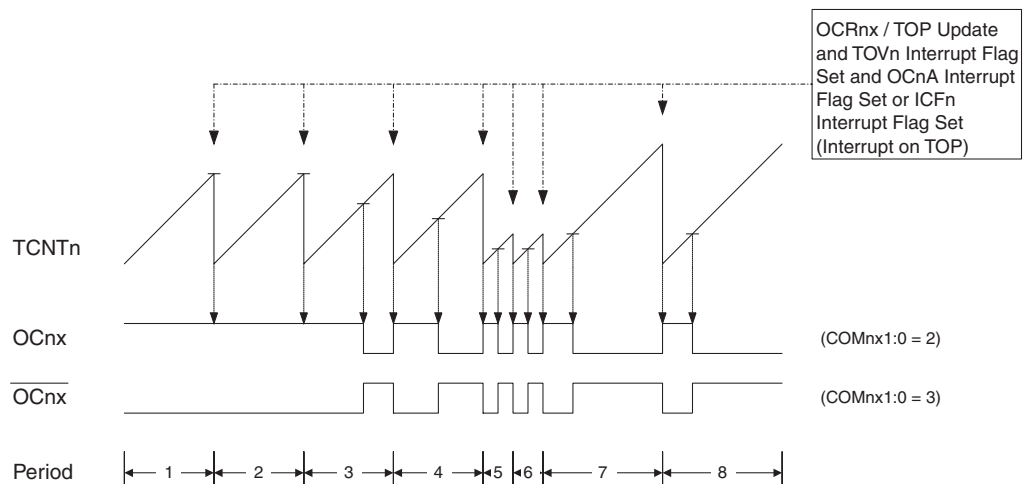 OCRnx / TOP Update
and TOVn Interrupt Flag
Set and OCnA Interrupt
Flag Set or ICFn
Interrupt Flag Set
(Interrupt on TOP)
TCNTn
OCnx
(COMnx1:0 = 2)
OCnx
(COMnx1:0 = 3)
Period 1 2 3 4 5 6 7 8